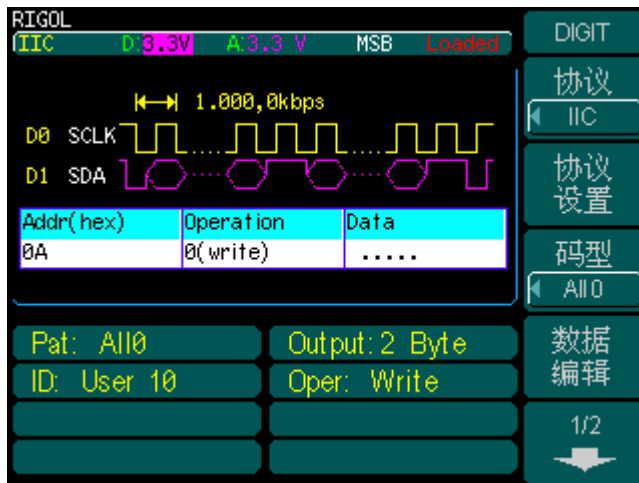 RIGOL
IIC D:3.3V A:3.3 V MSB Loaded
1.000,0kbps
D0 SCLK
D1 SDA
Addr(hex) Operation Data
0A 0(write) .....
Pat: All0 Output:2 Byte
ID: User 10 Oper: Write
DIGIT
协议
IIC
协议
设置
码型
All 0
数据
编辑
1/2